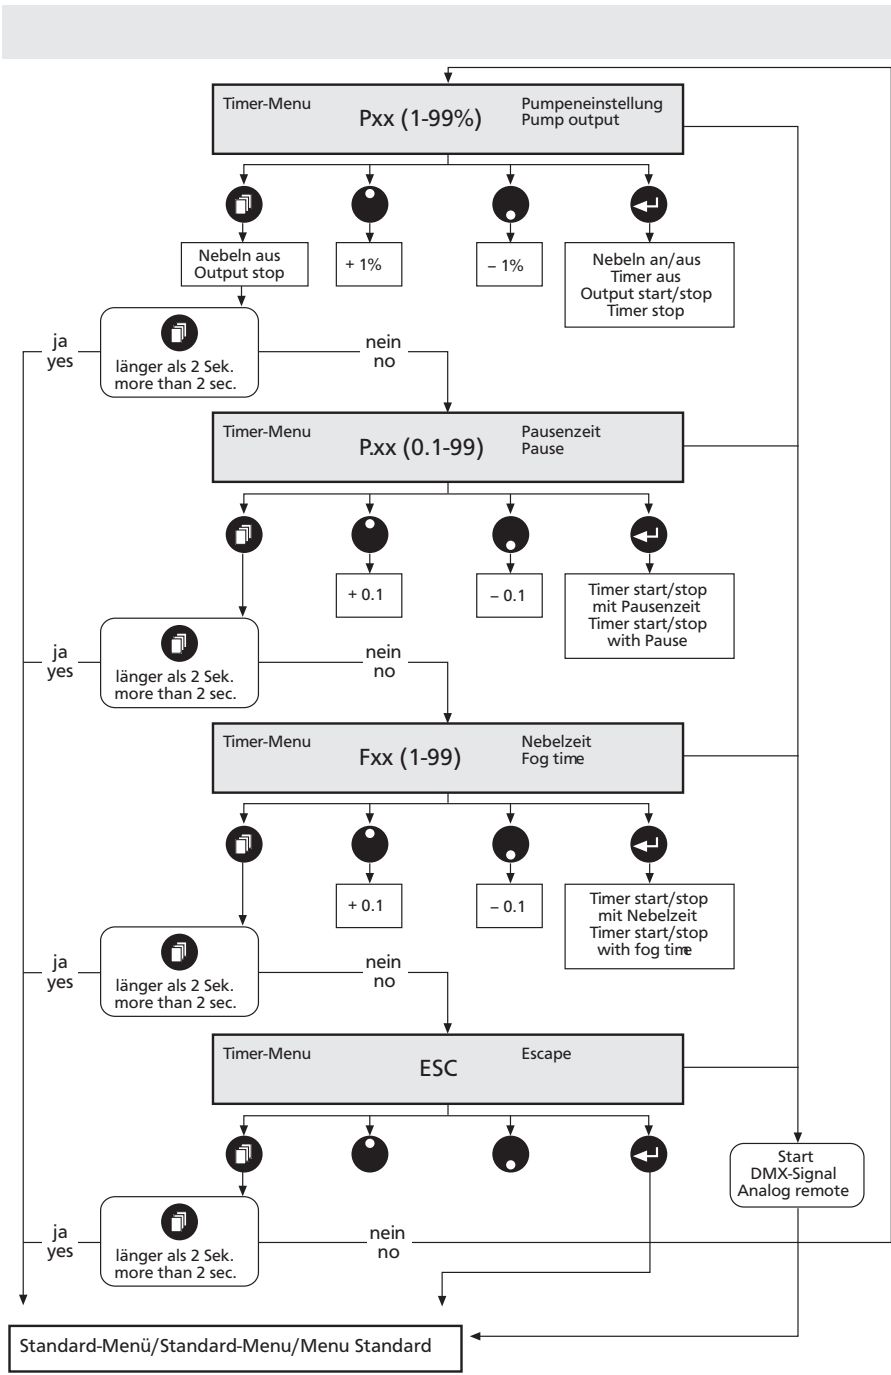 Timer-Menu
Pxx (1-99%)
Pumpeneinstellung
Pump output
Nebeln aus
Output stop
+ 1%
– 1%
Nebeln an/aus
Timer aus
Output start/stop
Timer stop
ja
yes
länger als 2 Sek.
more than 2 sec.
nein
no
Timer-Menu
P.xx (0.1-99)
Pausenzeit
Pause
+ 0.1
– 0.1
Timer start/stop
mit Pausenzeit
Timer start/stop
with Pause
ja
yes
länger als 2 Sek.
more than 2 sec.
nein
no
Timer-Menu
Fxx (1-99)
Nebelzeit
Fog time
+ 0.1
– 0.1
Timer start/stop
mit Nebelzeit
Timer start/stop
with fog time
ja
yes
länger als 2 Sek.
more than 2 sec.
nein
no
Timer-Menu
ESC
Escape
Start
DMX-Signal
Analog remote
ja
yes
länger als 2 Sek.
more than 2 sec.
nein
no
Standard-Menü/Standard-Menu/Menu Standard